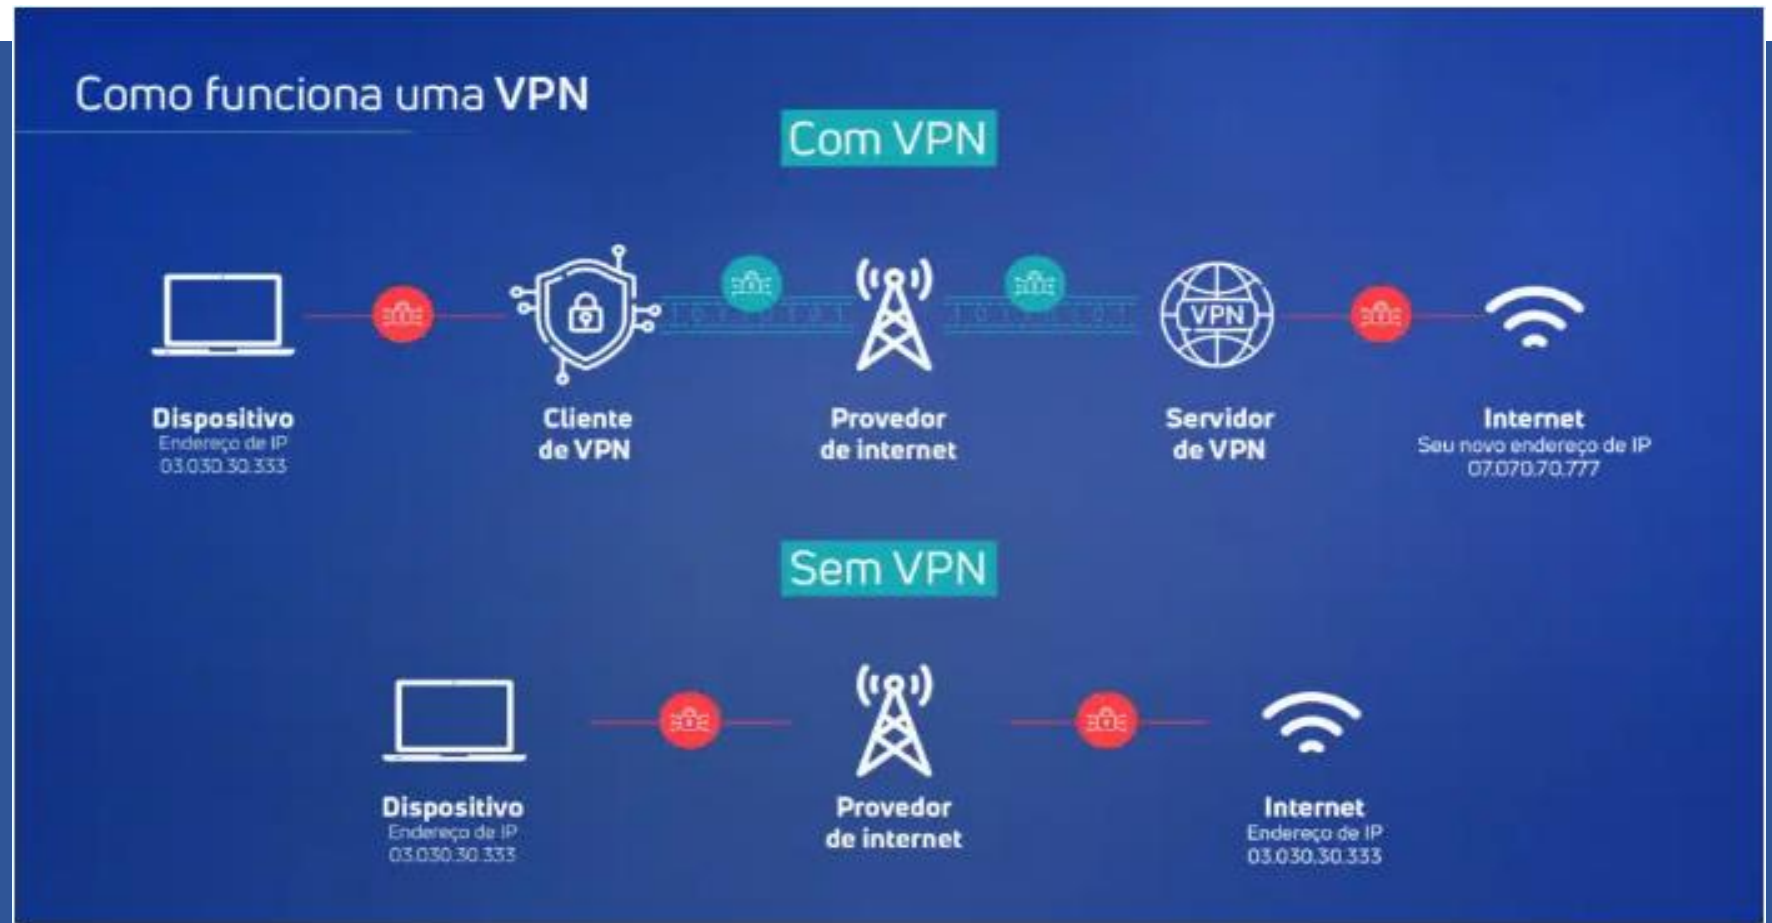 Como funciona uma VPN
Com VPN
VPN
Dispositivo
Endereço de IP
03.030.30.333
Cliente
de VPN
Provedor
de internet
Servidor
de VPN
Internet
Seu novo endereço de IP
07.070.70.777
Sem VPN
Dispositivo
Endereço de IP
03.030.30.333
Provedor
de internet
Internet
Endereço de IP
03.030.30.333